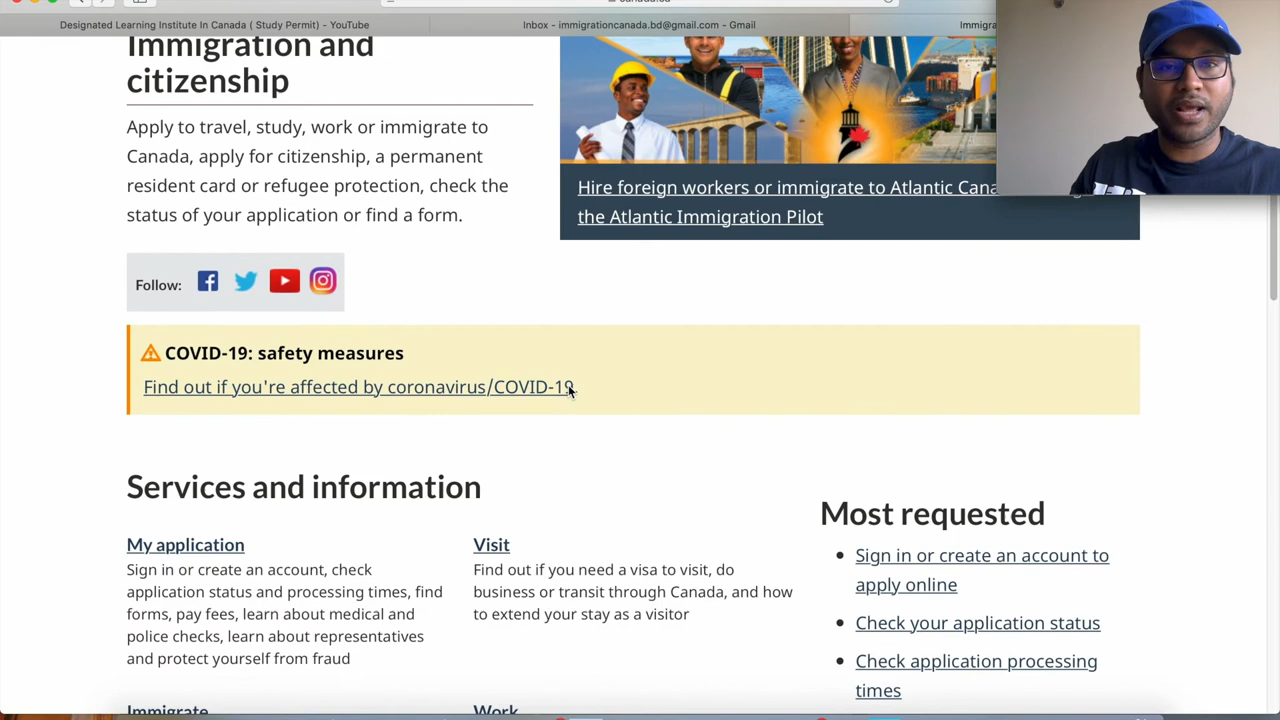 canada.ca
Designated Learning Institute In Canada ( Study Permit) - YouTube
Inbox - immigrationcanada.bd@gmail.com - Gmail
Immigration and
citizenship
Apply to travel, study, work or immigrate to
Canada, apply for citizenship, a permanent
resident card or refugee protection, check the
status of your application or find a form.
Hire foreign workers or immigrate to Atlantic
the Atlantic Immigration Pilot
Follow:
COVID-19: safety measures
Find out if you're affected by coronavirus/COVID-19
Services and information
My application
Sign in or create an account, check
application status and processing times, find
forms, pay fees, learn about medical and
police checks, learn about representatives
and protect yourself from fraud
Visit
Find out if you need a visa to visit, do
business or transit through Canada, and how
to extend your stay as a visitor
Most requested
Sign in or create an account to
apply online
Check your application status
Check application processing
times
Immigrate
Work